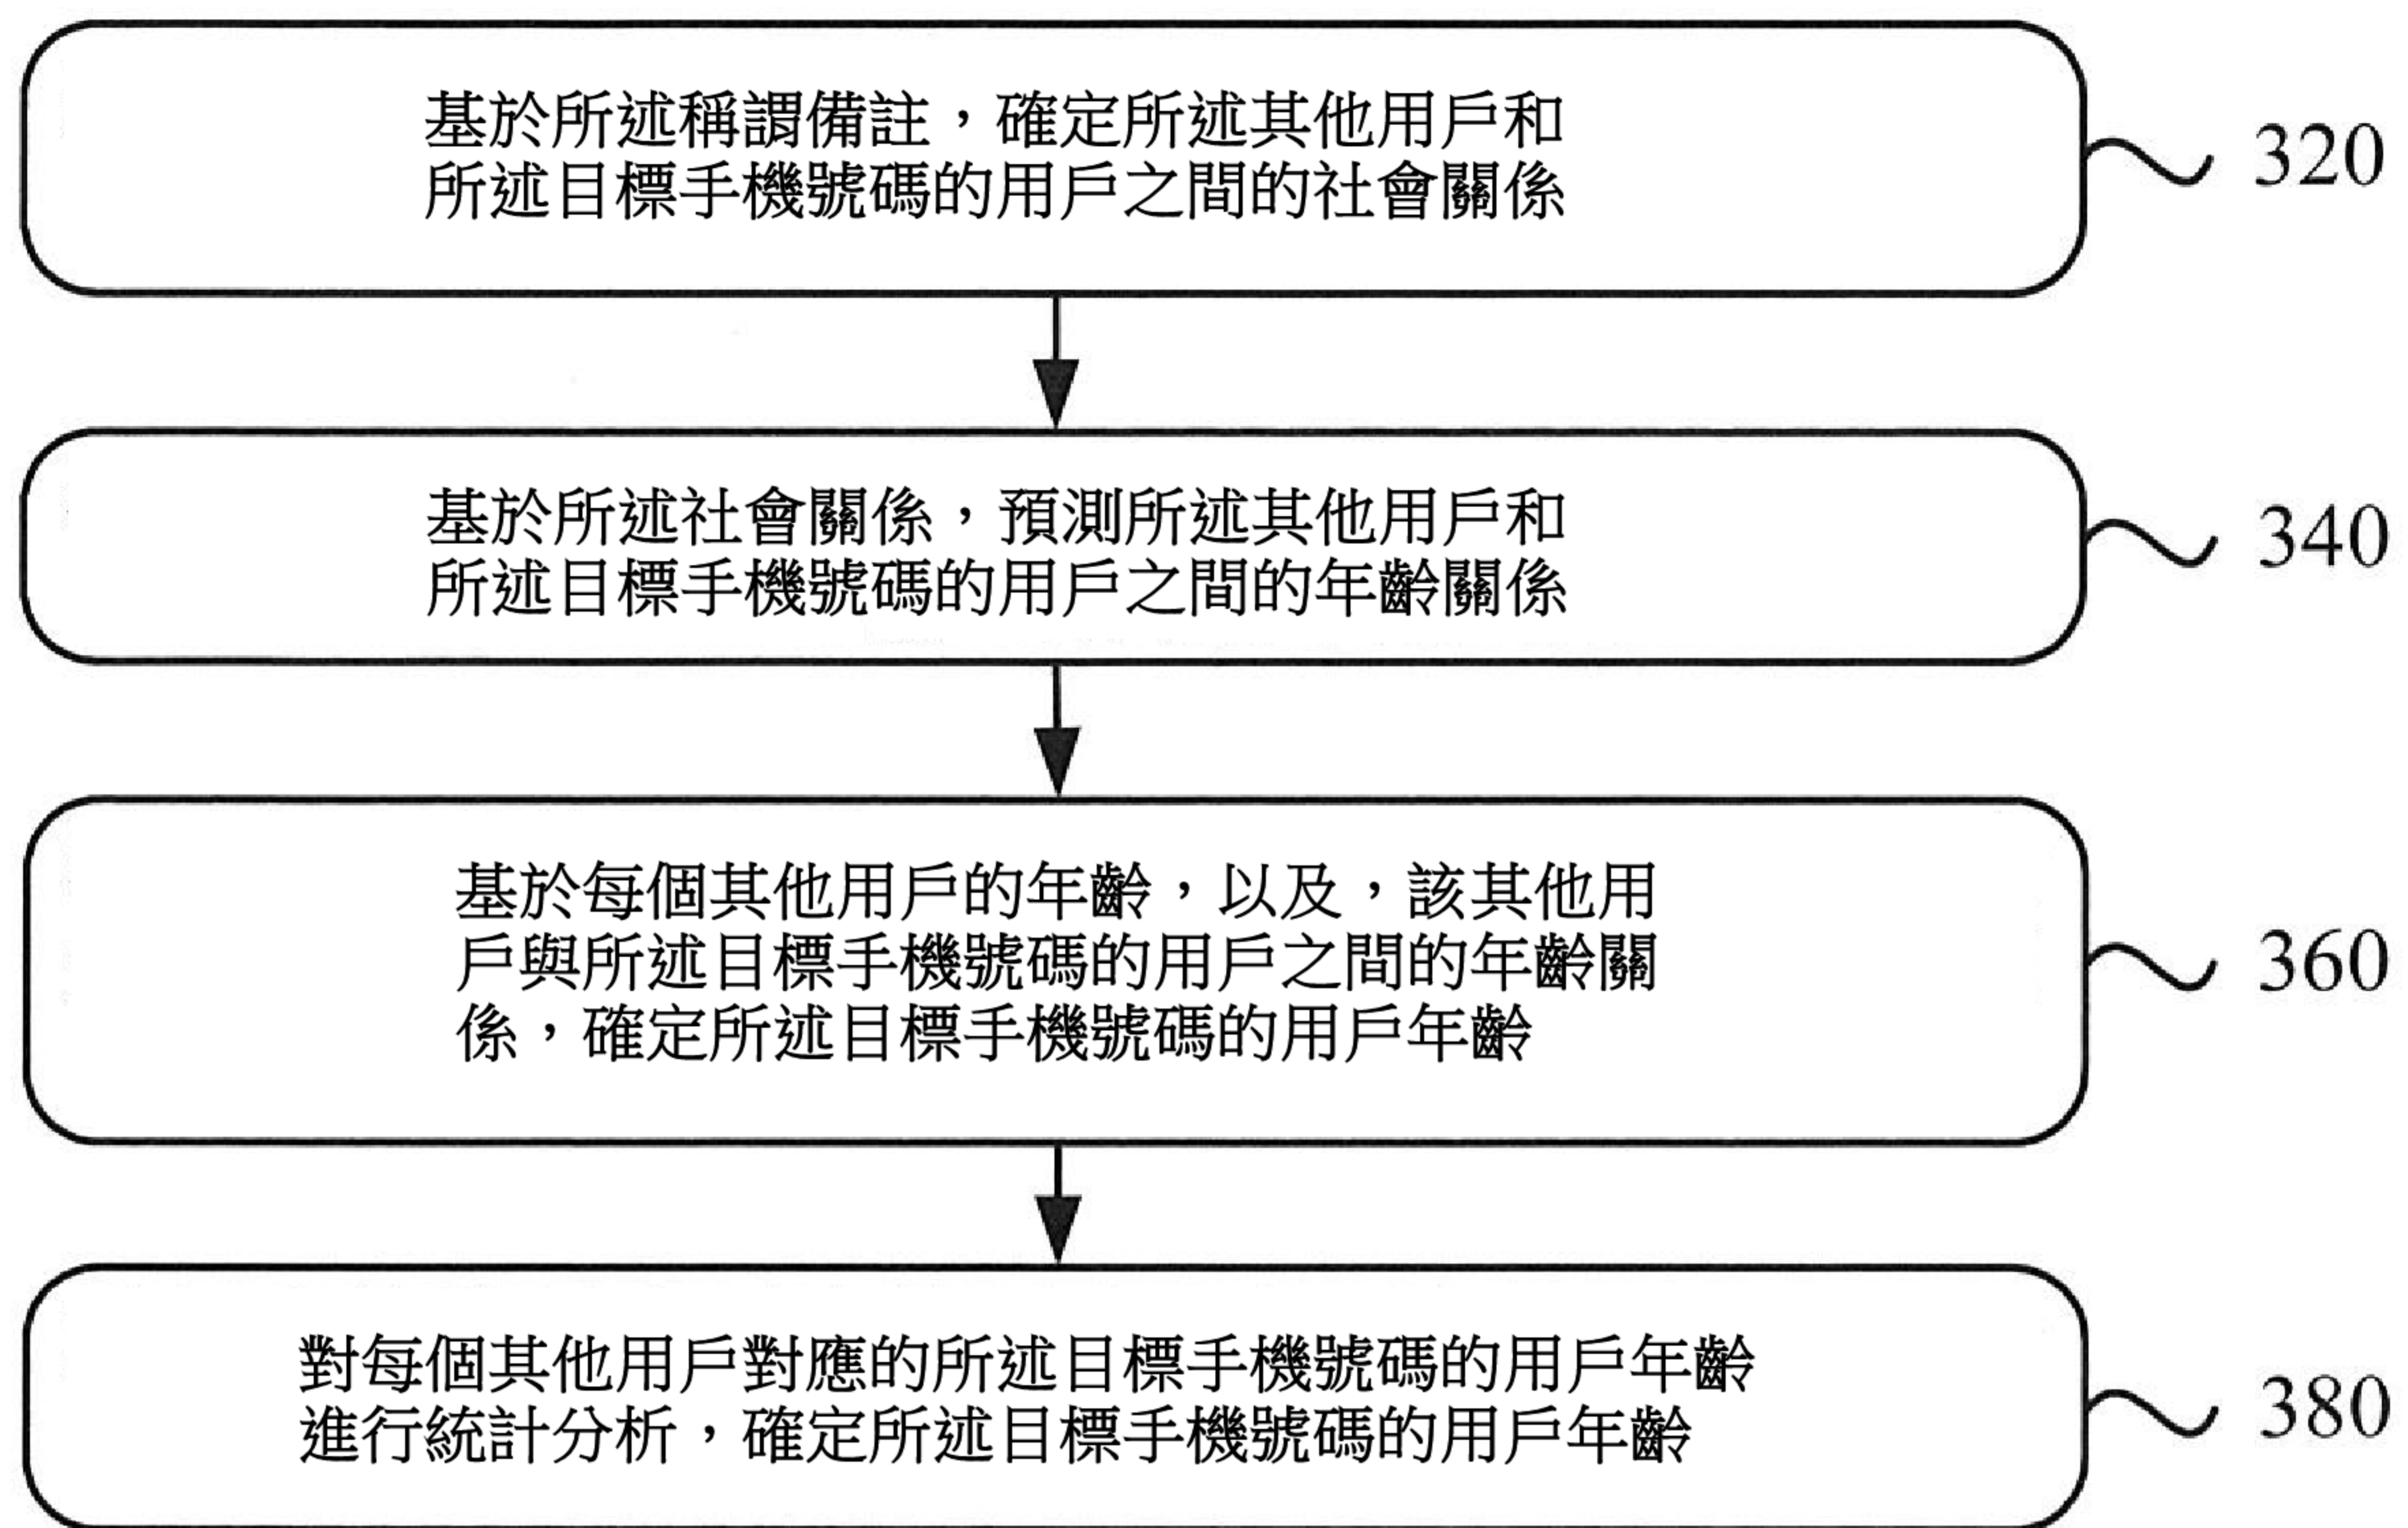 基於所述稱謂備註，確定所述其他用戶和
所述目標手機號碼的用戶之間的社會關係
320
基於所述社會關係，預測所述其他用戶和
所述目標手機號碼的用戶之間的年齡關係
340
基於每個其他用戶的年齡，以及，該其他用
戶與所述目標手機號碼的用戶之間的年齡關
係，確定所述目標手機號碼的用戶年齡
360
對每個其他用戶對應的所述目標手機號碼的用戶年齡
進行統計分析，確定所述目標手機號碼的用戶年齡
380